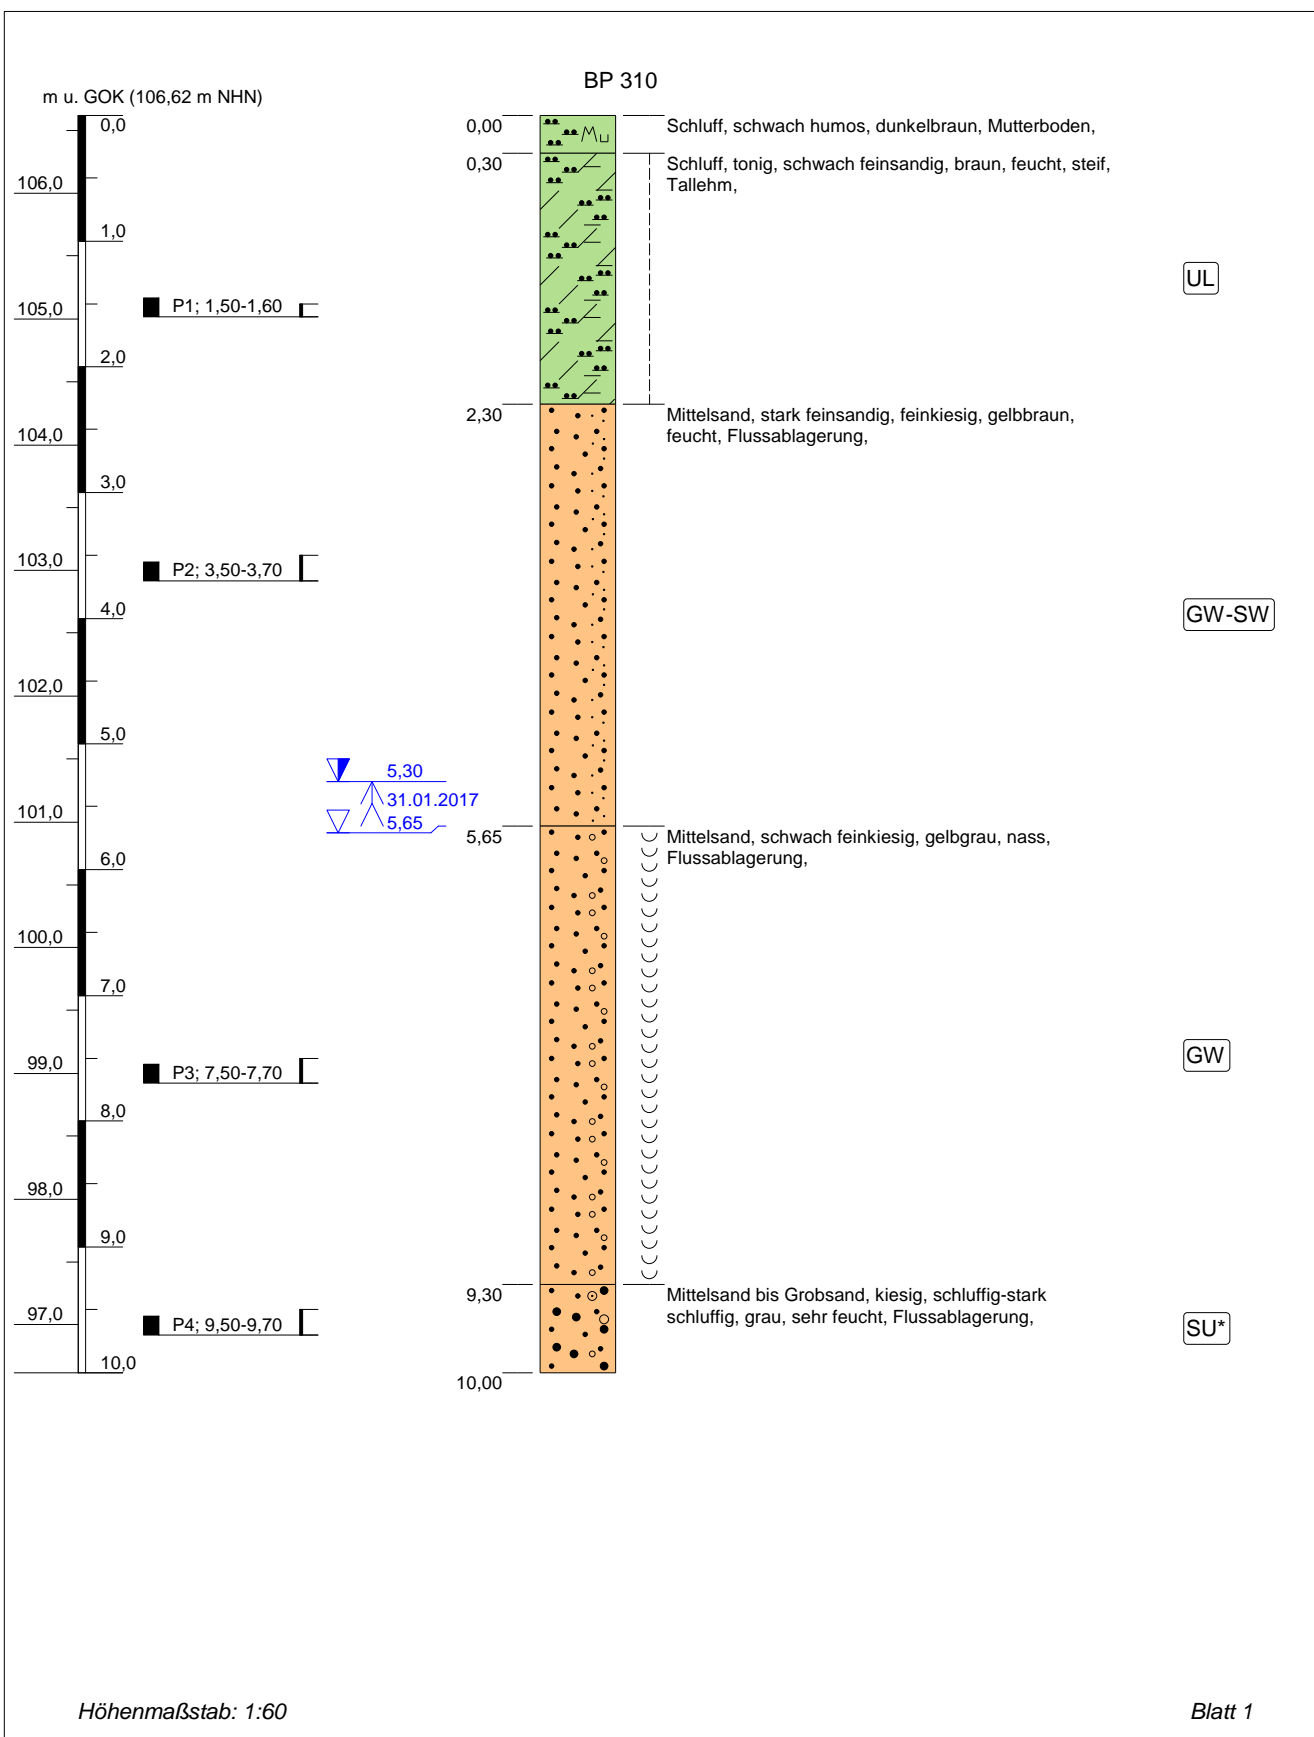 BP 310
m u. GOK (106,62 m NHN)
0,0
0,00
Mu
Schluff, schwach humos, dunkelbraun, Mutterboden,
0,30
Schluff, tonig, schwach feinsandig, braun, feucht, steif,
Tallehm,
106,0
1,0
UL
105,0
P1; 1,50-1,60
2,0
2,30
Mittelsand, stark feinsandig, feinkiesig, gelbbraun,
feucht, Flussablagerung,
104,0
3,0
103,0
P2; 3,50-3,70
4,0
GW-SW
102,0
5,0
5,30
31.01.2017
101,0
5,65
5,65
Mittelsand, schwach feinkiesig, gelbgrau, nass,
Flussablagerung,
6,0
100,0
7,0
99,0
P3; 7,50-7,70
GW
8,0
98,0
9,0
9,30
Mittelsand bis Grobsand, kiesig, schluffig-stark
schluffig, grau, sehr feucht, Flussablagerung,
97,0
P4; 9,50-9,70
SU*
10,0
10,00
Höhenmaßstab: 1:60
Blatt 1